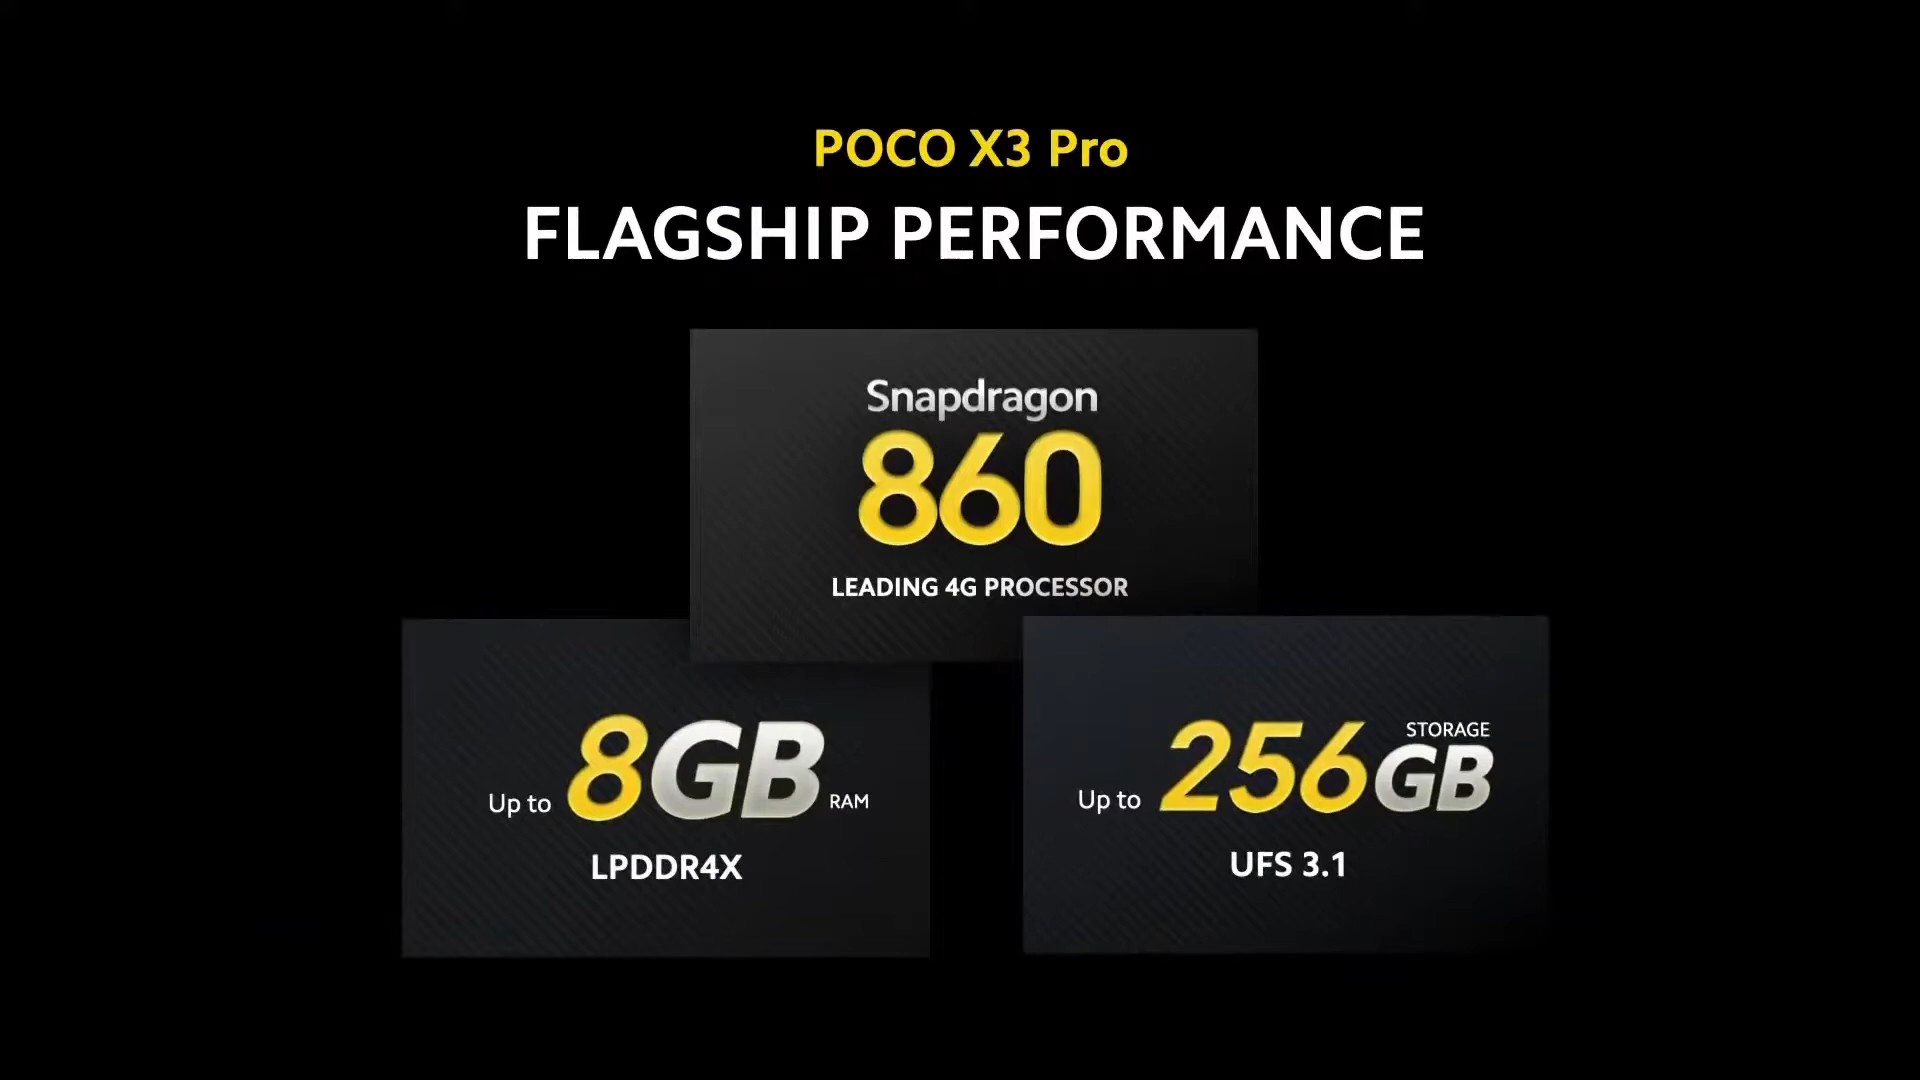 POCO X3 Pro
FLAGSHIP PERFORMANCE
Snapdragon
860
LEADING 4G PROCESSOR
Up to 8GB RAM
LPDDR4X
STORAGE
Up to 256GB
UFS 3.1